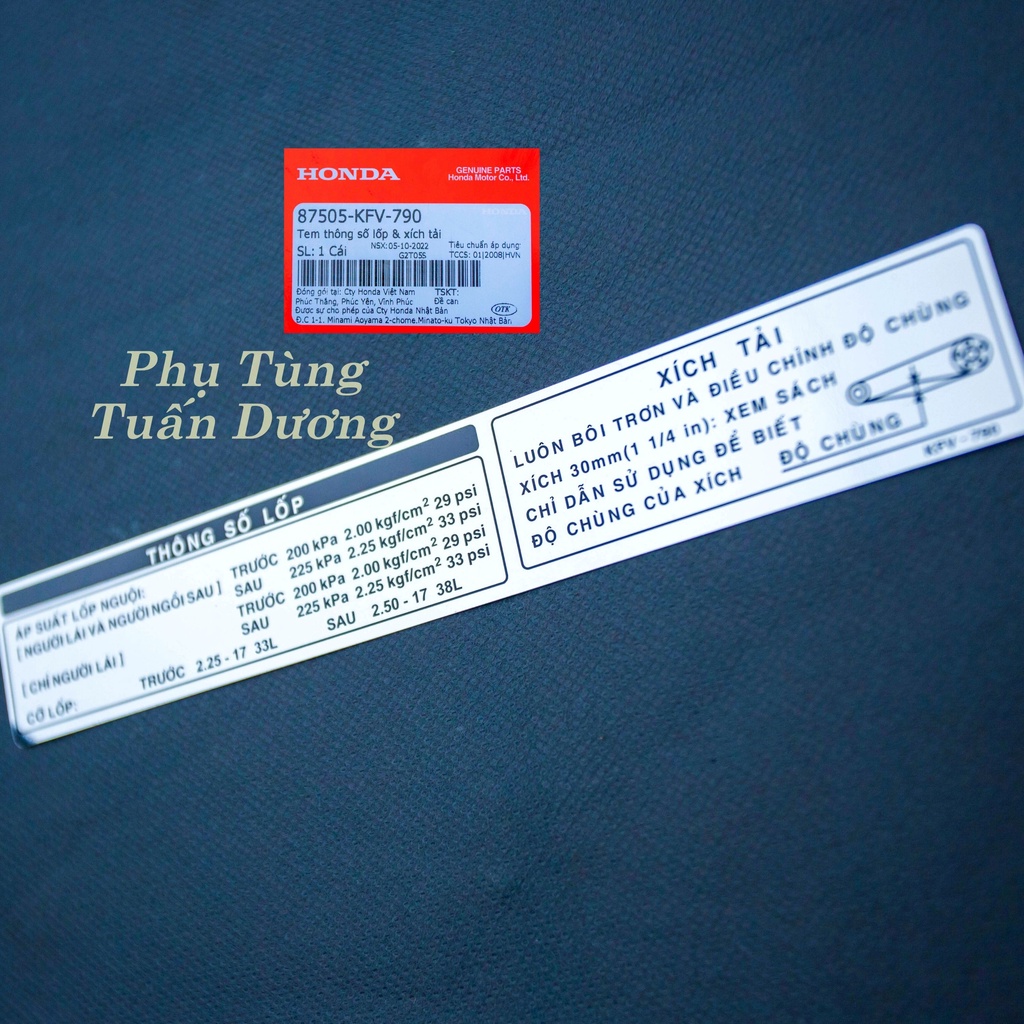 HONDA
GENUINE PARTS
Honda Motor Co., Ltd.
HONDA
87505-KFV-790
Tem thông số lốp & xích tải
SL: 1 Cái
NSX:05-10-2022
G2T05S
Tiêu chuẩn áp dụng:
TCCS: 01|2008|HVN
Đóng gói tại: Cty Honda Việt Nam
TSKT:
Phúc Thắng, Phúc Yên, Vĩnh Phúc
Đề can
Được sự cho phép của Cty Honda Nhật Bản
OTK
Đ.C 1-1. Minami Aoyama 2-chome.Minato-ku Tokyo Nhật Bản.
Phụ Tùng
Tuấn Dương
THÔNG SỐ LỐP
ÁP SUẤT LỐP NGUỘI:
[ NGƯỜI LÁI VÀ NGƯỜI NGỒI SAU ] TRƯỚC 200 kPa 2.00 kgf/cm² 29 psi
SAU 225 kPa 2.25 kgf/cm² 33 psi
[ CHỈ NGƯỜI LÁI ] TRƯỚC 200 kPa 2.00 kgf/cm² 29 psi
SAU 225 kPa 2.25 kgf/cm² 33 psi
CỠ LỐP: TRƯỚC 2.25 - 17 33L SAU 2.50 - 17 38L
XÍCH TẢI
LUÔN BÔI TRƠN VÀ ĐIỀU CHỈNH ĐỘ CHÙNG
XÍCH 30mm(1 1/4 in): XEM SÁCH
CHỈ DẪN SỬ DỤNG ĐỂ BIẾT
ĐỘ CHÙNG CỦA XÍCH
ĐỘ CHÙNG
KFV - 790